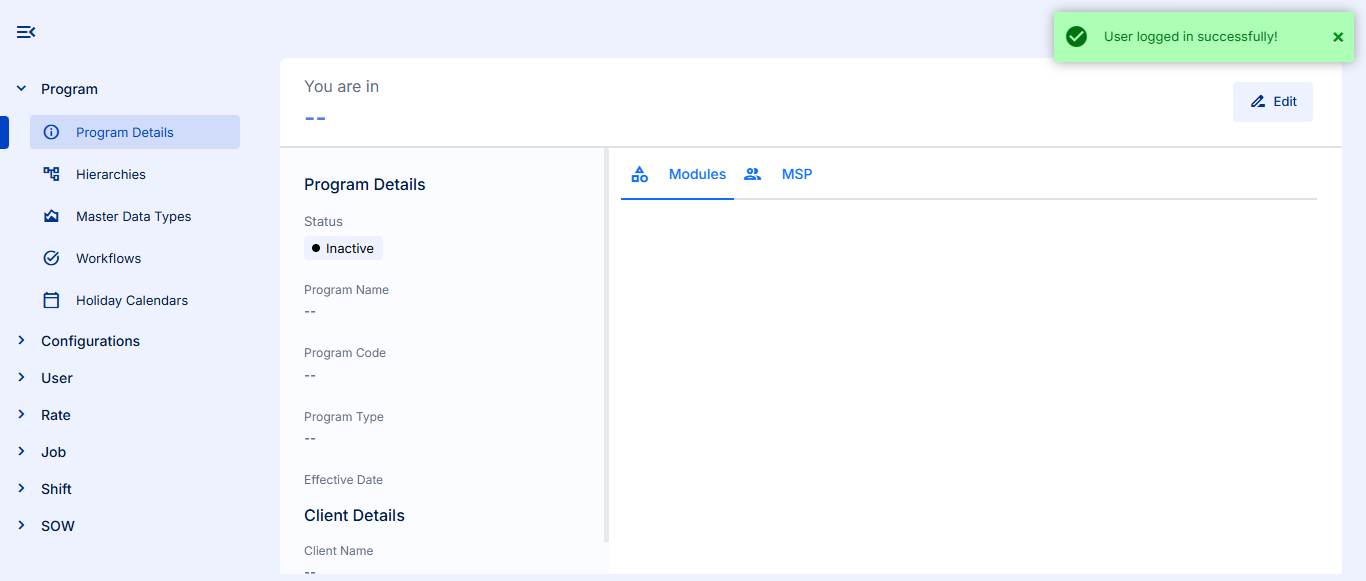 User logged in successfully!
Program
Program Details
Hierarchies
Master Data Types
Workflows
Holiday Calendars
Configurations
User
Rate
Job
Shift
SOW
You are in
--
Edit
Program Details
Status
Inactive
Program Name
--
Program Code
--
Program Type
--
Effective Date
Client Details
Client Name
--
Modules
MSP